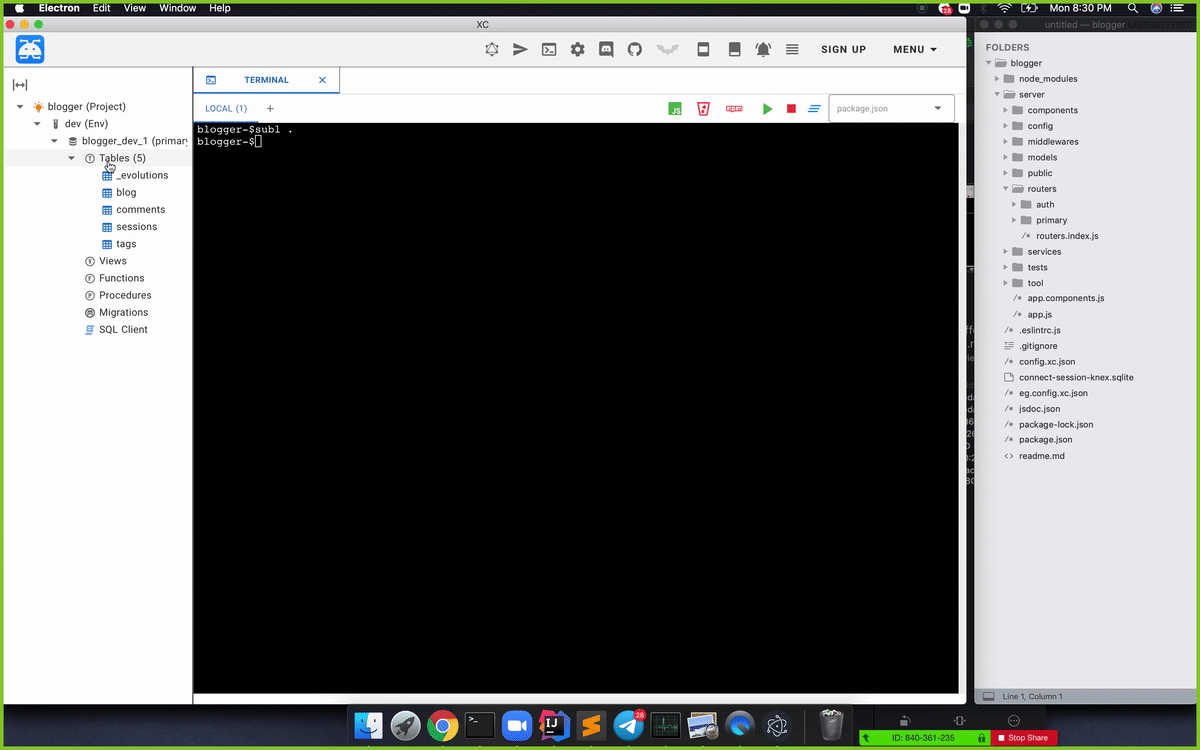 Electron Edit View Window Help
28
Mon 8:30 PM
XC
untitled — blogger
SIGN UP
MENU
TERMINAL
LOCAL (1) +
JS
npm
package.json
blogger (Project)
dev (Env)
blogger_dev_1 (primary
Tables (5)
_evolutions
blog
comments
sessions
tags
Views
Functions
Procedures
Migrations
SQL Client
blogger-$subl .
blogger-$
FOLDERS
blogger
node_modules
server
components
config
middlewares
models
public
routers
auth
primary
/* routers.index.js
services
tests
tool
/* app.components.js
/* app.js
/* .eslintrc.js
.gitignore
/* config.xc.json
connect-session-knex.sqlite
/* eg.config.xc.json
/* jsdoc.json
/* package-lock.json
/* package.json
<> readme.md
Line 1, Column 1
>_
IJ
28
ID: 840-361-235
Stop Share